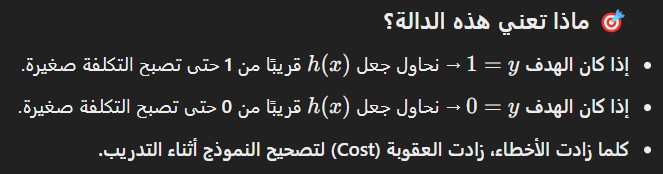 🎯 ماذا تعني هذه الدالة؟
• إذا كان الهدف 1 = y → نحاول جعل h(x) قريبًا من 1 حتى تصبح التكلفة صغيرة.
• إذا كان الهدف 0 = y → نحاول جعل h(x) قريبًا من 0 حتى تصبح التكلفة صغيرة.
• كلما زادت الأخطاء، زادت العقوبة (Cost) لتصحيح النموذج أثناء التدريب.